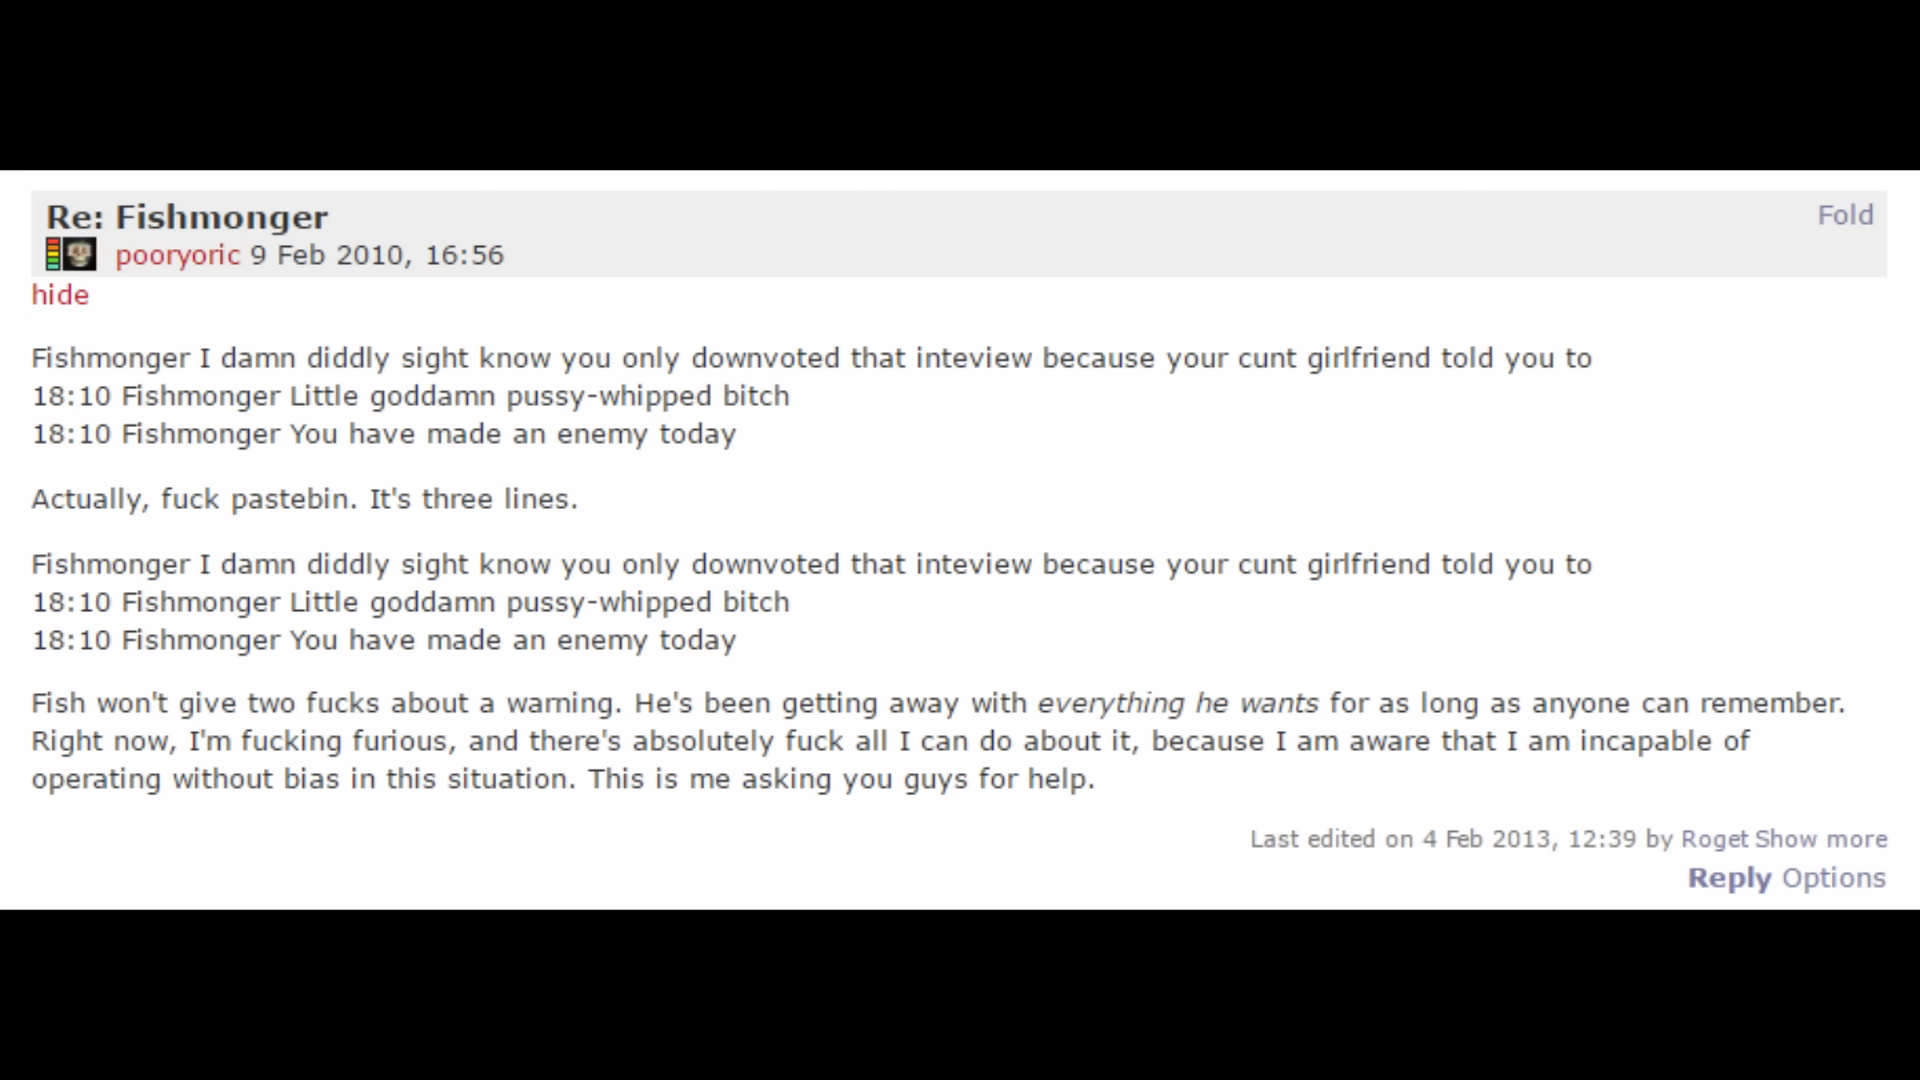 Re: Fishmonger
Fold
pooryoric 9 Feb 2010, 16:56
hide
Fishmonger I damn diddly sight know you only downvoted that inteview because your cunt girlfriend told you to
18:10 Fishmonger Little goddamn pussy-whipped bitch
18:10 Fishmonger You have made an enemy today
Actually, fuck pastebin. It's three lines.
Fishmonger I damn diddly sight know you only downvoted that inteview because your cunt girlfriend told you to
18:10 Fishmonger Little goddamn pussy-whipped bitch
18:10 Fishmonger You have made an enemy today
Fish won't give two fucks about a warning. He's been getting away with everything he wants for as long as anyone can remember.
Right now, I'm fucking furious, and there's absolutely fuck all I can do about it, because I am aware that I am incapable of
operating without bias in this situation. This is me asking you guys for help.
Last edited on 4 Feb 2013, 12:39 by Roget Show more
Reply Options